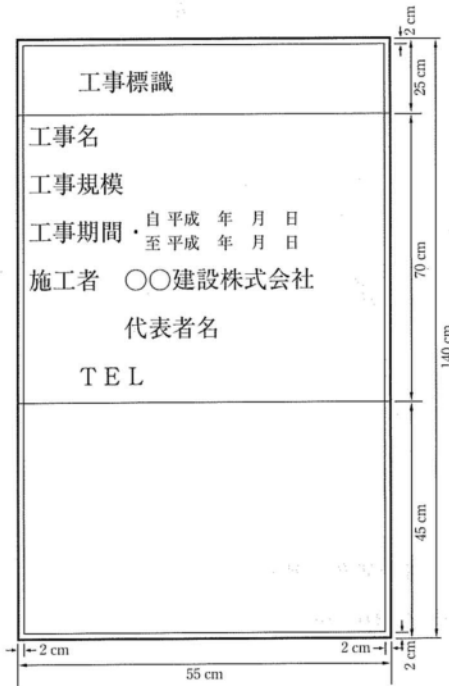 2 cm
工事標識
25 cm
工事名
工事規模
工事期間・自 平成 年 月 日
至 平成 年 月 日
施工者 〇〇建設株式会社
代表者名
TEL
70 cm
140 cm
45 cm
2 cm
2 cm
2 cm
55 cm